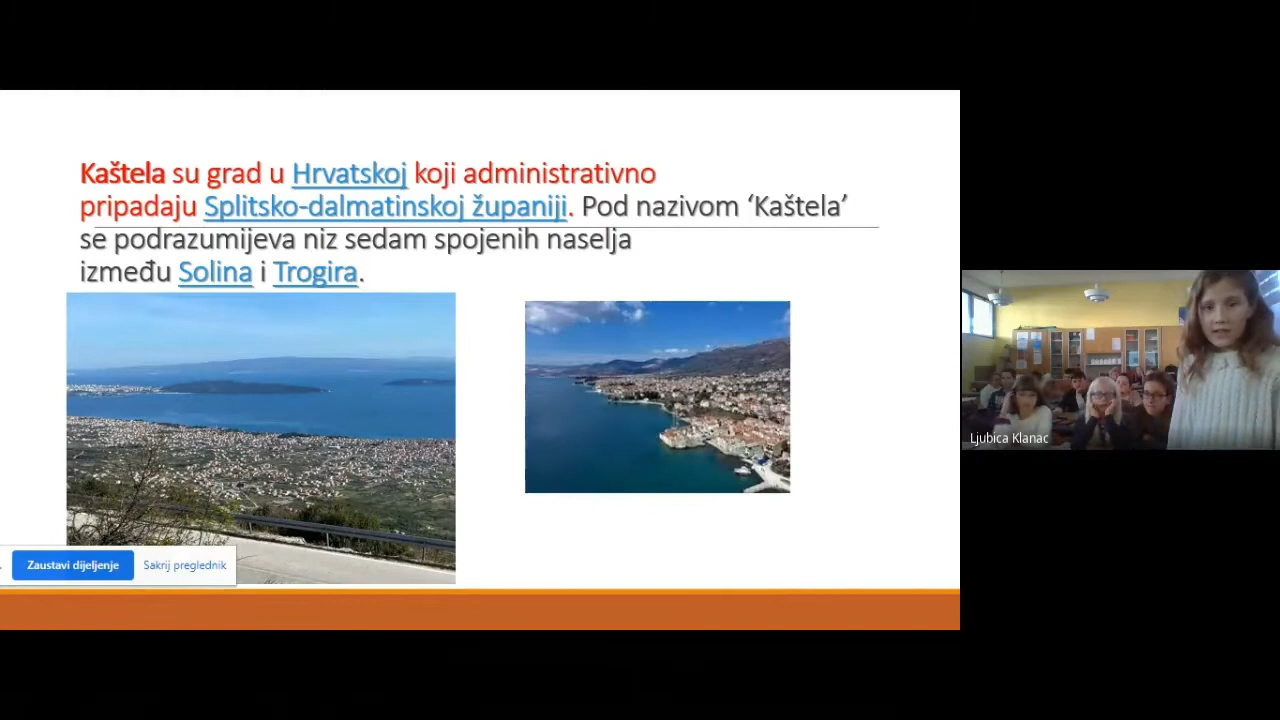 Kaštela su grad u Hrvatskoj koji administrativno
pripadaju Splitsko-dalmatinskoj županiji. Pod nazivom ‘Kaštela’
se podrazumijeva niz sedam spojenih naselja
između Solina i Trogira.
Zaustavi dijeljenje Sakrij preglednik
Ljubica Klanac